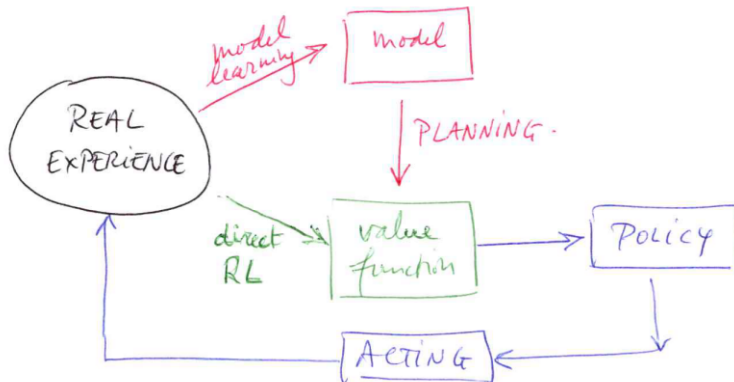 model
learning
model
REAL
EXPERIENCE
PLANNING.
direct
RL
value
function
POLICY
ACTING